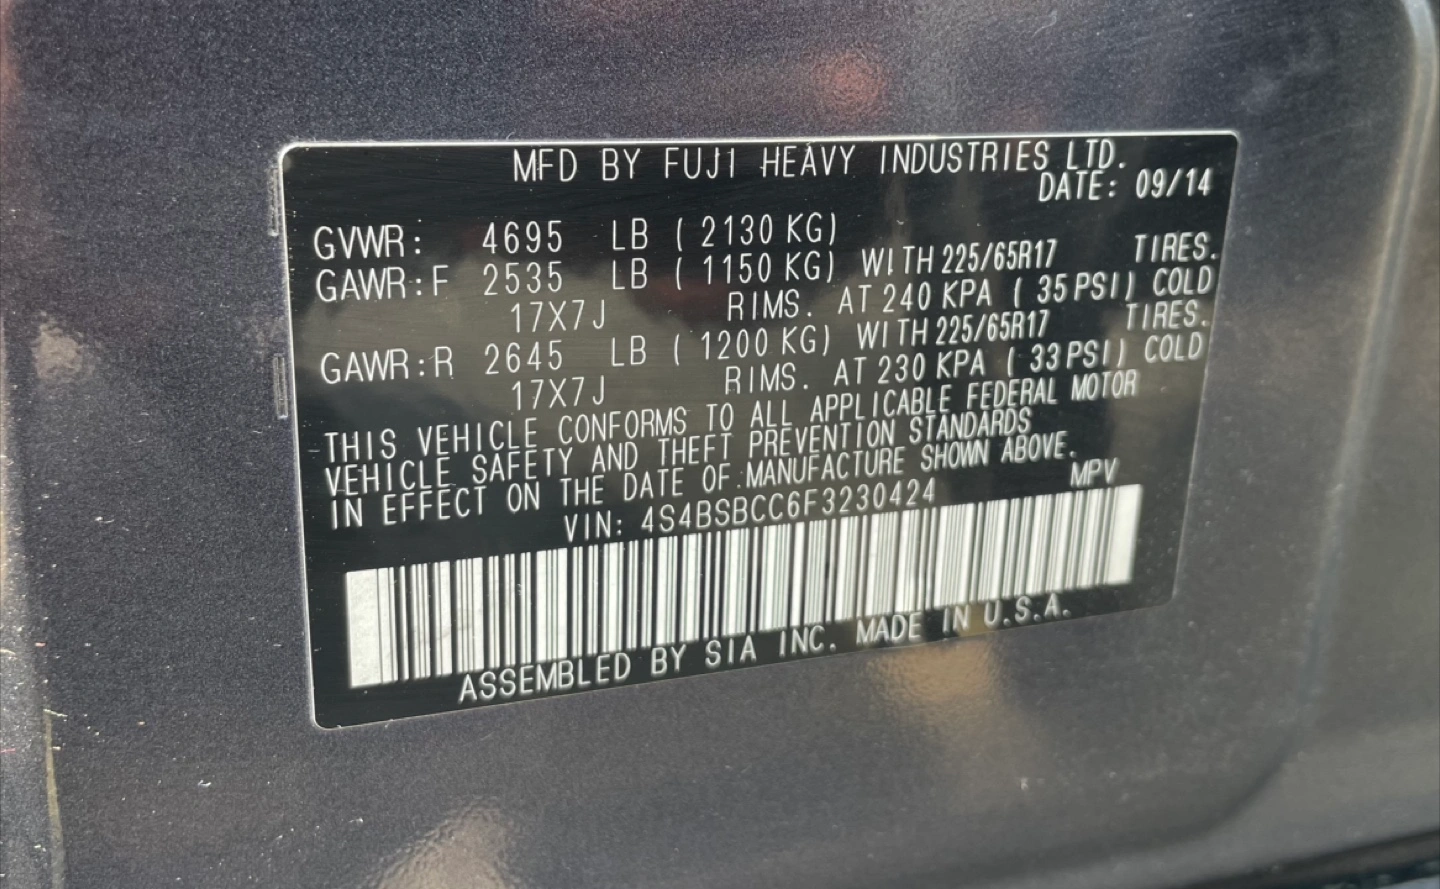 MFD BY FUJI HEAVY INDUSTRIES LTD.
DATE: 09/14
GVWR: 4695 LB ( 2130 KG)
GAWR:F 2535 LB ( 1150 KG) WITH 225/65R17 TIRES.
17X7J RIMS. AT 240 KPA ( 35 PSI) COLD
GAWR:R 2645 LB ( 1200 KG) WITH 225/65R17 TIRES.
17X7J RIMS. AT 230 KPA ( 33 PSI) COLD
THIS VEHICLE CONFORMS TO ALL APPLICABLE FEDERAL MOTOR
VEHICLE SAFETY AND THEFT PREVENTION STANDARDS
IN EFFECT ON THE DATE OF MANUFACTURE SHOWN ABOVE.
VIN: 4S4BSBCC6F3230424 MPV
ASSEMBLED BY SIA INC. MADE IN U.S.A.